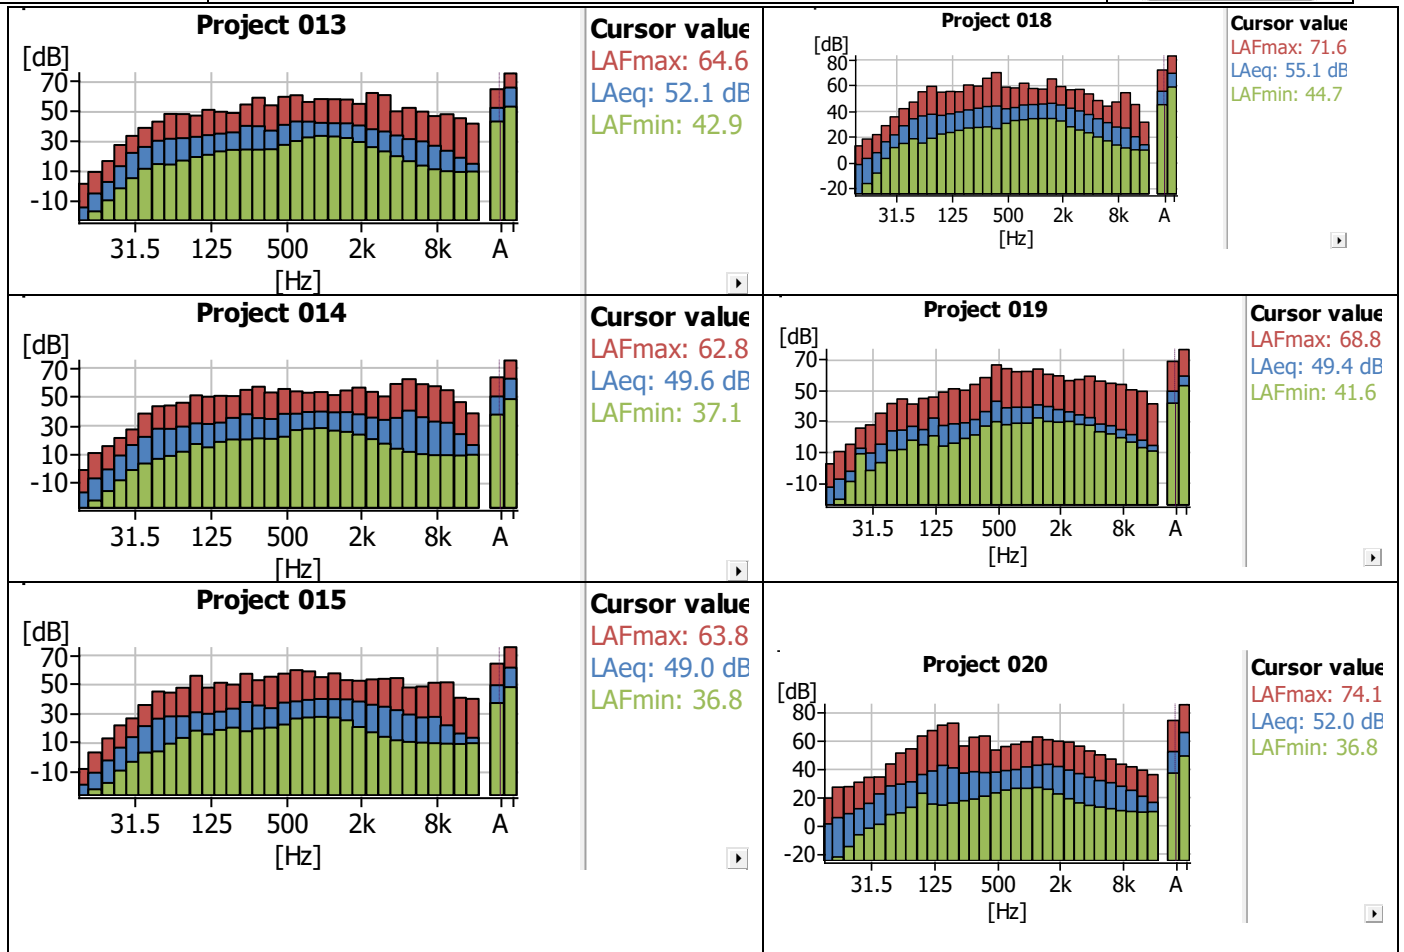 Project 013
[dB]
70
50
30
10
-10
31.5 125 500 2k 8k A
[Hz]
Cursor value
LAFmax: 64.6
LAeq: 52.1 dB
LAFmin: 42.9
Project 018
[dB]
80
60
40
20
0
-20
31.5 125 500 2k 8k A
[Hz]
Cursor value
LAFmax: 71.6
LAeq: 55.1 dB
LAFmin: 44.7
Project 014
[dB]
70
50
30
10
-10
31.5 125 500 2k 8k A
[Hz]
Cursor value
LAFmax: 62.8
LAeq: 49.6 dB
LAFmin: 37.1
Project 019
[dB]
70
50
30
10
-10
31.5 125 500 2k 8k A
[Hz]
Cursor value
LAFmax: 68.8
LAeq: 49.4 dB
LAFmin: 41.6
Project 015
[dB]
70
50
30
10
-10
31.5 125 500 2k 8k A
[Hz]
Cursor value
LAFmax: 63.8
LAeq: 49.0 dB
LAFmin: 36.8
Project 020
[dB]
80
60
40
20
0
-20
31.5 125 500 2k 8k A
[Hz]
Cursor value
LAFmax: 74.1
LAeq: 52.0 dB
LAFmin: 36.8